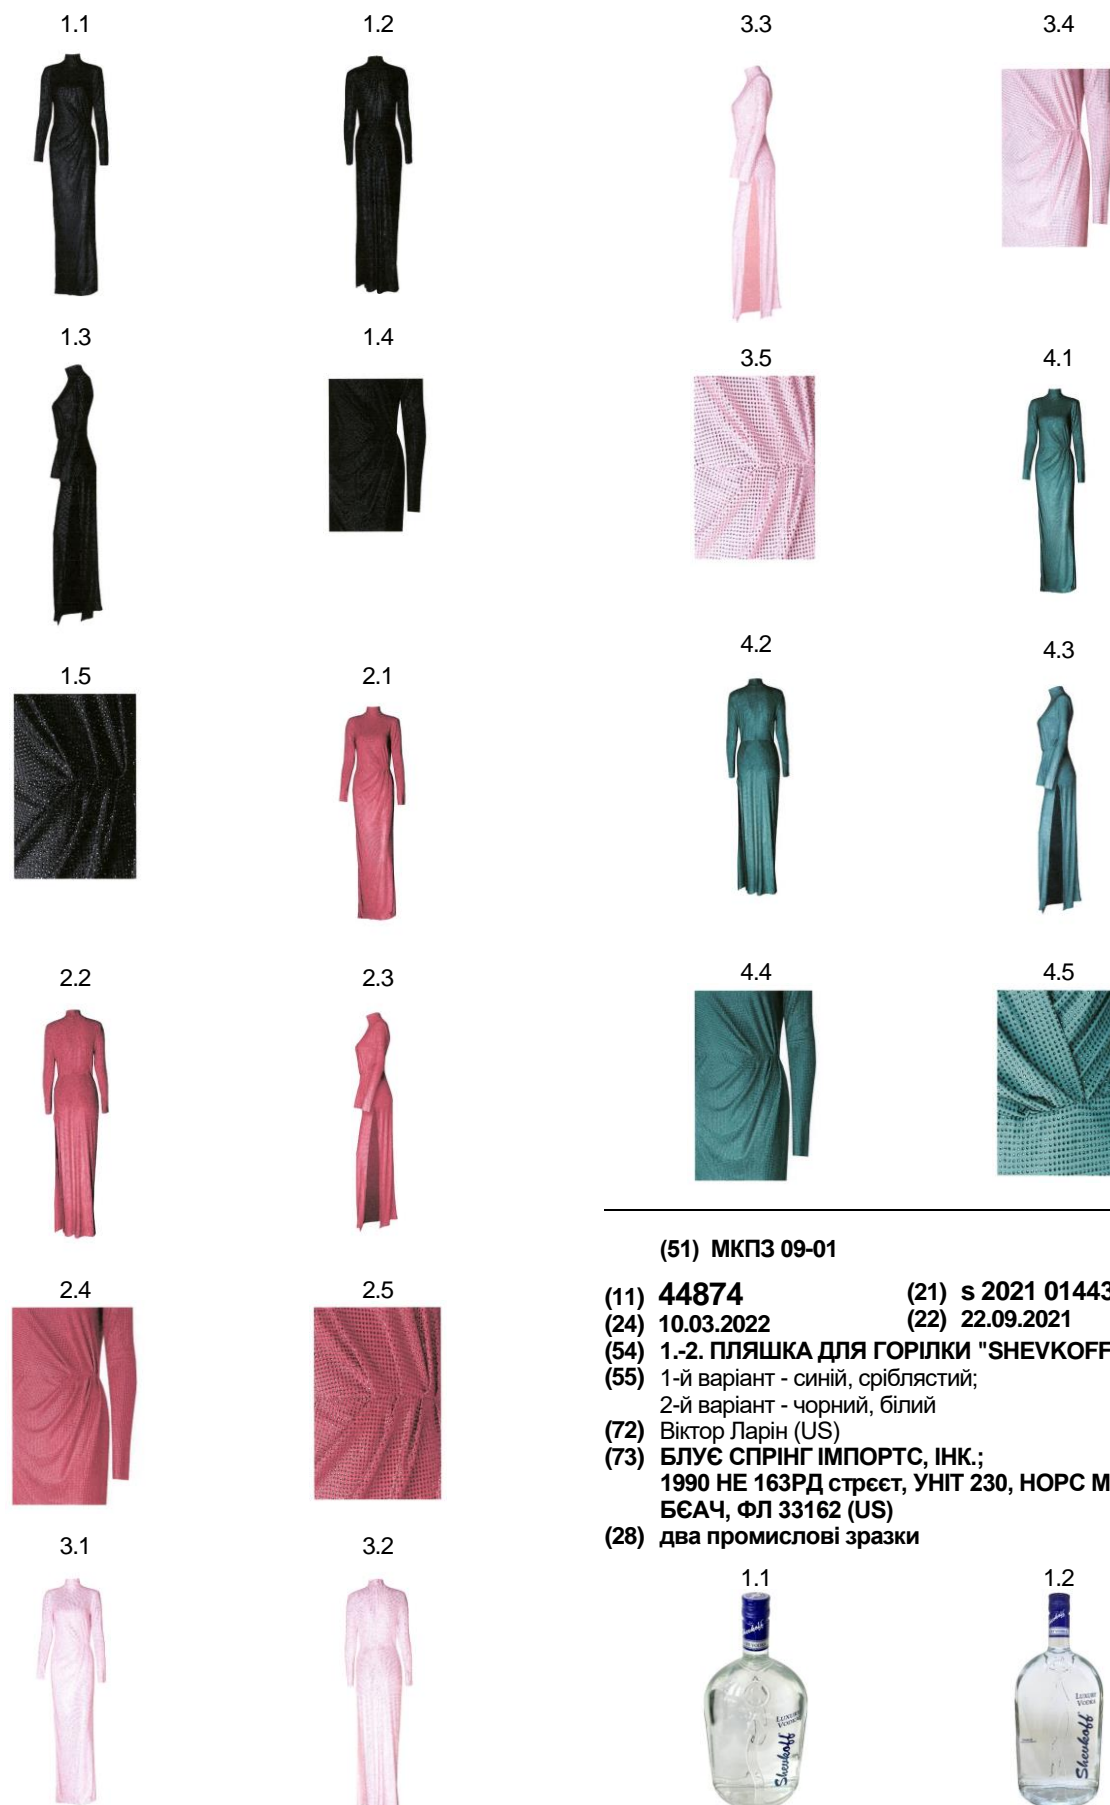 1.1
1.2
1.3
1.4
1.5
2.1
2.2
2.3
2.4
2.5
3.1
3.2
3.3
3.4
3.5
4.1
4.2
4.3
4.4
4.5
(51) МКПЗ 09-01
(11) 44874 (21) s 2021 01443
(24) 10.03.2022 (22) 22.09.2021
(54) 1.-2. ПЛЯШКА ДЛЯ ГОРІЛКИ "SHEVKOFF
(55) 1-й варіант - синій, сріблястий;
2-й варіант - чорний, білий
(72) Віктор Ларін (US)
(73) БЛУЄ СПРІНГ ІМПОРТС, ІНК.;
1990 НЕ 163РД стрєєт, УНІТ 230, НОРС М
БЄАЧ, ФЛ 33162 (US)
(28) два промислові зразки
1.1
1.2
Shevkoff
LUXURY
VODKA
Shevkoff
LUXURY
VODKA
Shevkoff